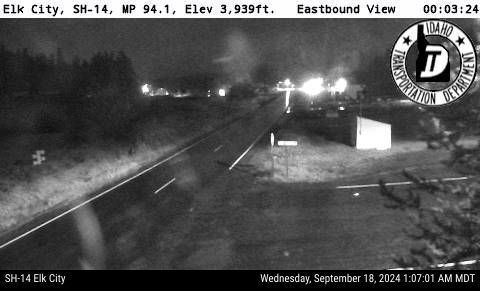 Elk City, SH-14, MP 94.1, Elev 3,939ft. Eastbound View 00:03:24
IDAHO
TRANSPORTATION DEPARTMENT
SH-14 Elk City Wednesday, September 18, 2024 1:07:01 AM MDT